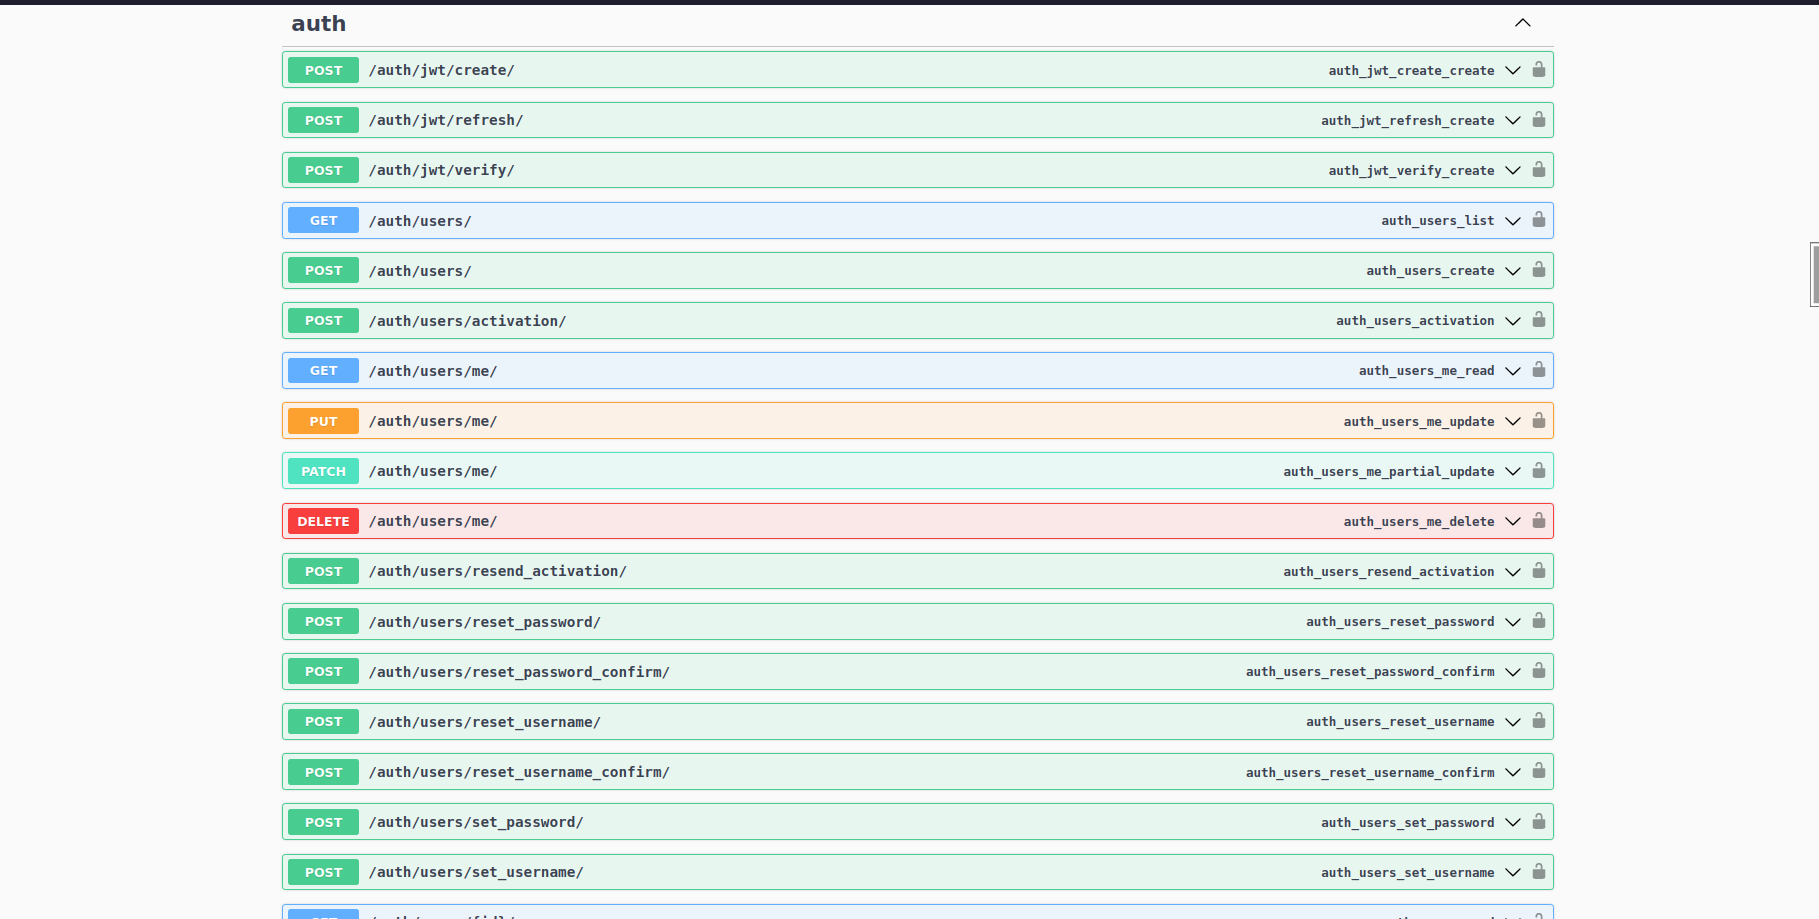 auth
POST /auth/jwt/create/ auth_jwt_create_create
POST /auth/jwt/refresh/ auth_jwt_refresh_create
POST /auth/jwt/verify/ auth_jwt_verify_create
GET /auth/users/ auth_users_list
POST /auth/users/ auth_users_create
POST /auth/users/activation/ auth_users_activation
GET /auth/users/me/ auth_users_me_read
PUT /auth/users/me/ auth_users_me_update
PATCH /auth/users/me/ auth_users_me_partial_update
DELETE /auth/users/me/ auth_users_me_delete
POST /auth/users/resend_activation/ auth_users_resend_activation
POST /auth/users/reset_password/ auth_users_reset_password
POST /auth/users/reset_password_confirm/ auth_users_reset_password_confirm
POST /auth/users/reset_username/ auth_users_reset_username
POST /auth/users/reset_username_confirm/ auth_users_reset_username_confirm
POST /auth/users/set_password/ auth_users_set_password
POST /auth/users/set_username/ auth_users_set_username